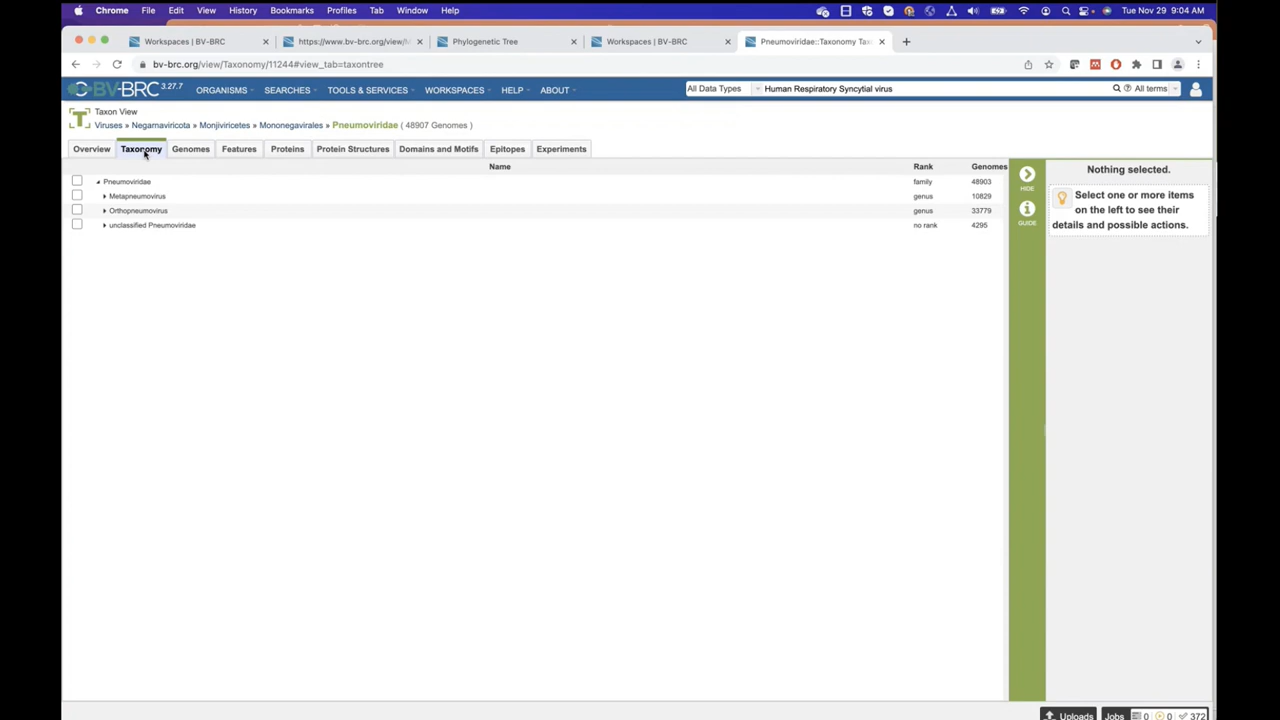 Chrome File Edit View History Bookmarks Profiles Tab Window Help Tue Nov 29 9:04 AM
Workspaces | BV-BRC https://www.bv-brc.org/view/ Phylogenetic Tree Workspaces | BV-BRC Pneumoviridae::Taxonomy Tax
bv-brc.org/view/Taxonomy/11244#view_tab=taxontree
BV-BRC 3.27.7 ORGANISMS SEARCHES TOOLS & SERVICES WORKSPACES HELP ABOUT All Data Types Human Respiratory Syncytial virus All terms
Taxon View
Viruses » Negarnaviricota » Monjiviricetes » Mononegavirales » Pneumoviridae ( 48907 Genomes )
Overview Taxonomy Genomes Features Proteins Protein Structures Domains and Motifs Epitopes Experiments
Name Rank Genomes
Pneumoviridae family 48903
Metapneumovirus genus 10829
Orthopneumovirus genus 33779
unclassified Pneumoviridae no rank 4295
HIDE
GUIDE
Nothing selected.
Select one or more items
on the left to see their
details and possible actions.
Uploads Jobs 0 0 372